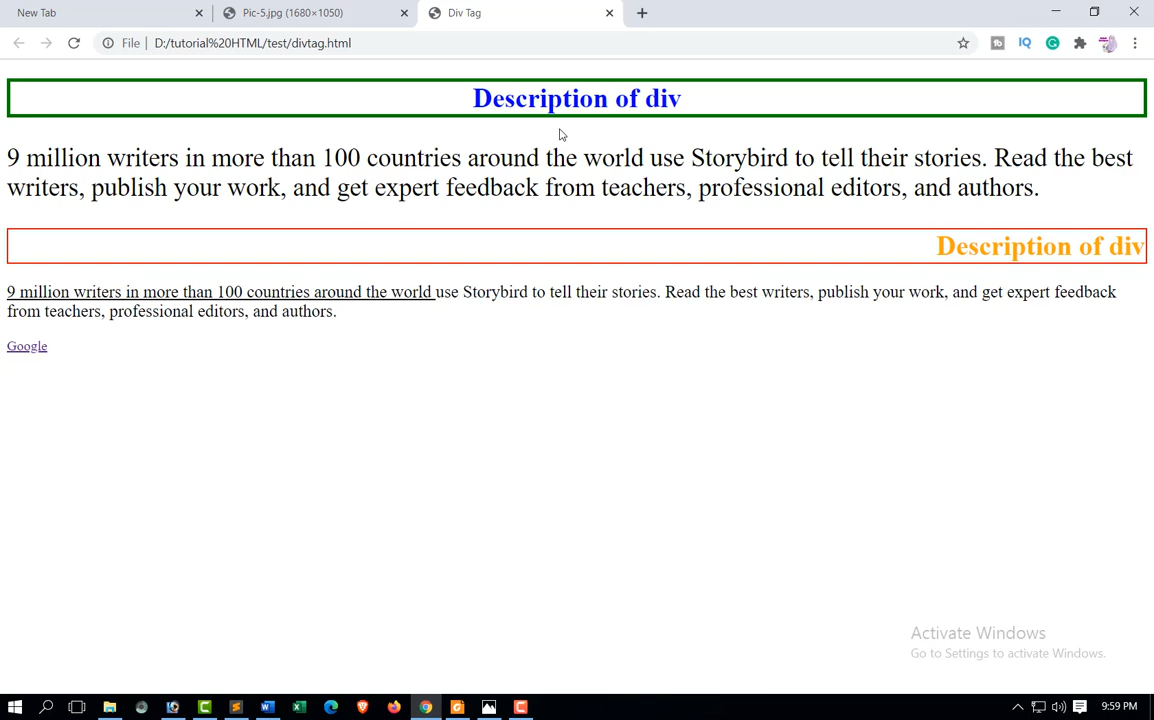 New Tab
Pic-5.jpg (1680×1050)
Div Tag
File
D:/tutorial%20HTML/test/divtag.html
Description of div
9 million writers in more than 100 countries around the world use Storybird to tell their stories. Read the best
writers, publish your work, and get expert feedback from teachers, professional editors, and authors.
Description of div
9 million writers in more than 100 countries around the world use Storybird to tell their stories. Read the best writers, publish your work, and get expert feedback
from teachers, professional editors, and authors.
Google
Activate Windows
Go to Settings to activate Windows.
9:59 PM